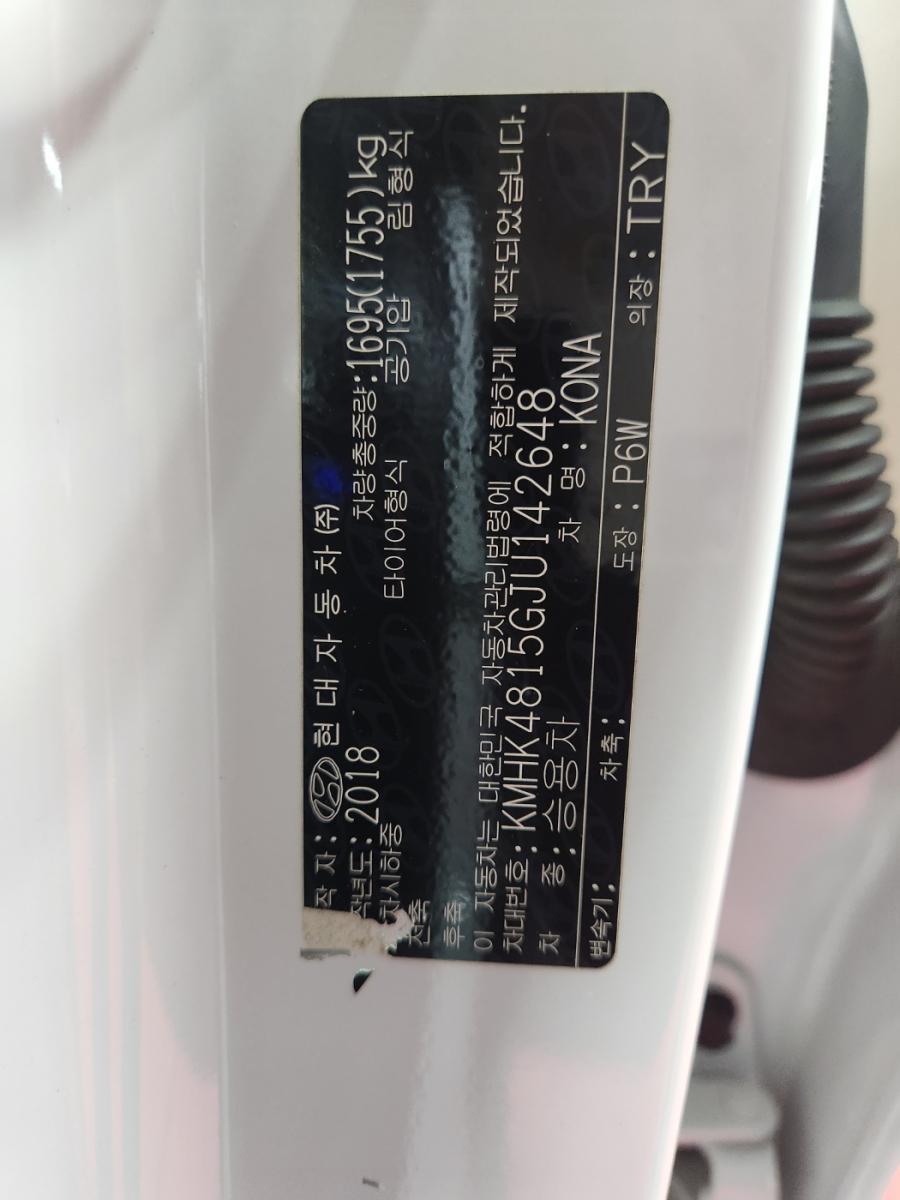 작 자 : 현 대 자 동 차 (주)
작년도: 2018 차량총중량:1695(1755)kg
차시하중 타이어형식 공기압 림형식
전축
후축
이 자동차는 대한민국 자동차관리법령에 적합하게 제작되었습니다.
차대번호: KMHK4815GJU142648
차 종: 승용차 차 명: KONA
변속기: 차축: 도장: P6W 의장: TRY